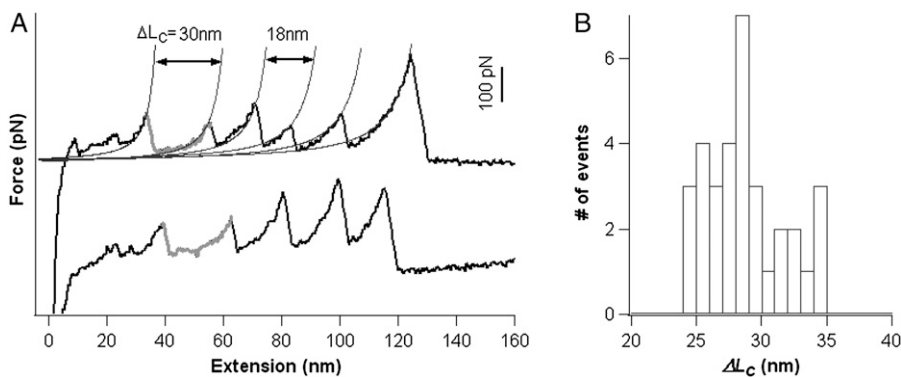 A
ΔLC= 30nm
18nm
100 pN
Force (pN)
0
20
40
60
80
100
120
140
160
Extension (nm)
B
6
4
2
0
# of events
20
25
30
35
40
ΔLC (nm)